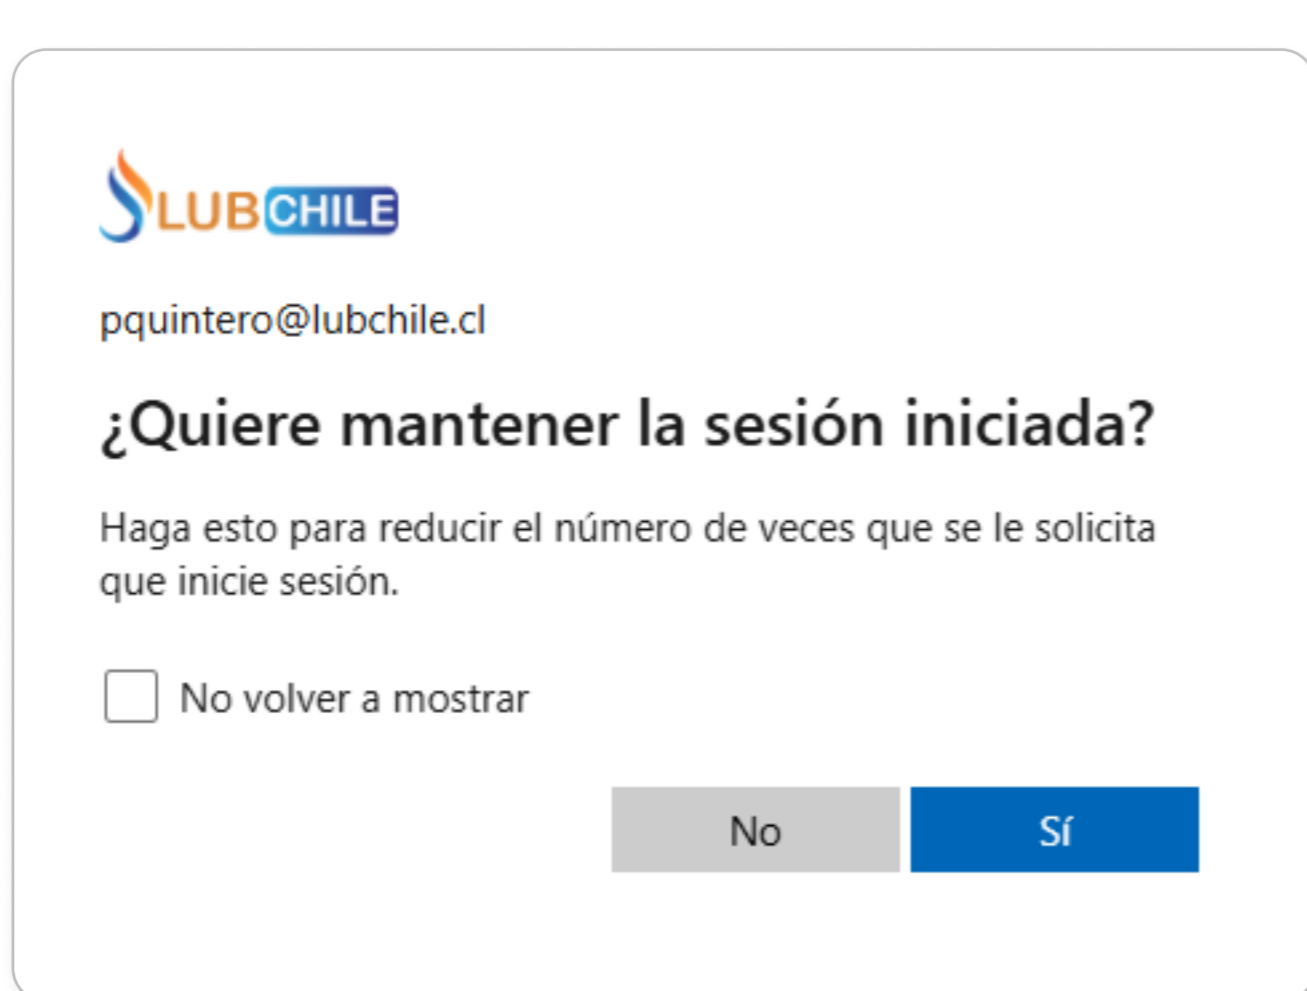 LUBCHILE
pquintero@lubchile.cl
¿Quiere mantener la sesión iniciada?
Haga esto para reducir el número de veces que se le solicita
que inicie sesión.
No volver a mostrar
No Sí